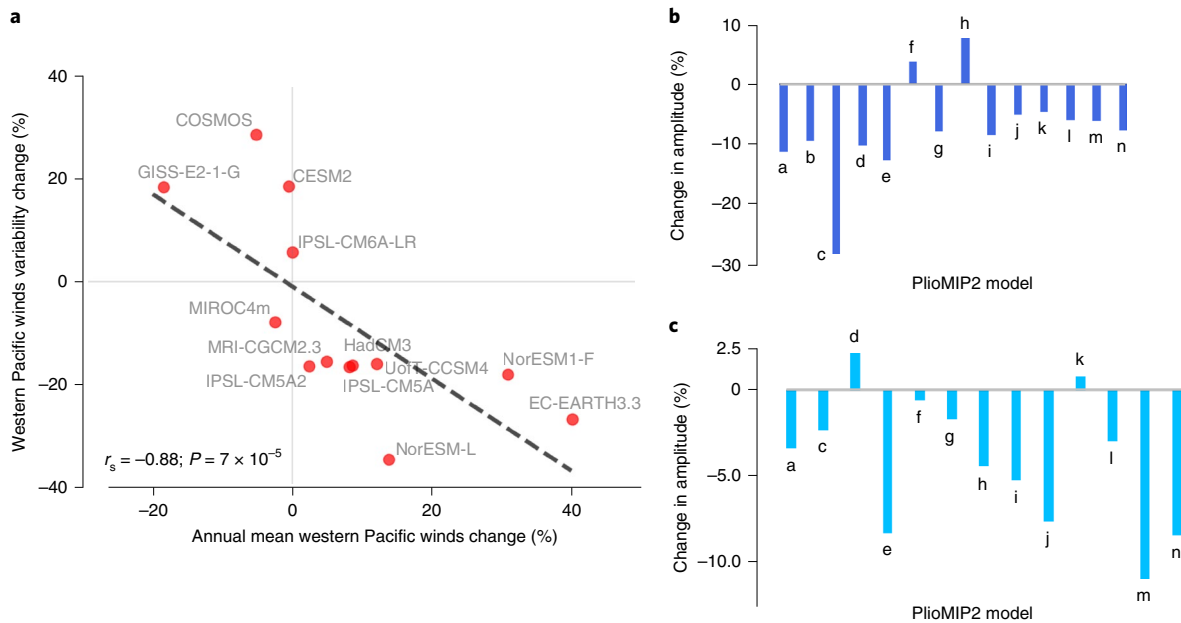 a
Western Pacific winds variability change (%)
40
20
0
−20
−40
COSMOS
GISS-E2-1-G
CESM2
IPSL-CM6A-LR
MIROC4m
MRI-CGCM2.3
HadCM3
IPSL-CM5A2
UofT-CCSM4
IPSL-CM5A
NorESM1-F
EC-EARTH3.3
NorESM-L
rs = −0.88; P = 7 × 10−5
−20
0
20
40
Annual mean western Pacific winds change (%)
b
Change in amplitude (%)
10
0
−10
−20
−30
a
b
c
d
e
f
g
h
i
j
k
l
m
n
PlioMIP2 model
c
Change in amplitude (%)
2.5
0
−5.0
−10.0
a
c
d
e
f
g
h
i
j
k
l
m
n
PlioMIP2 model